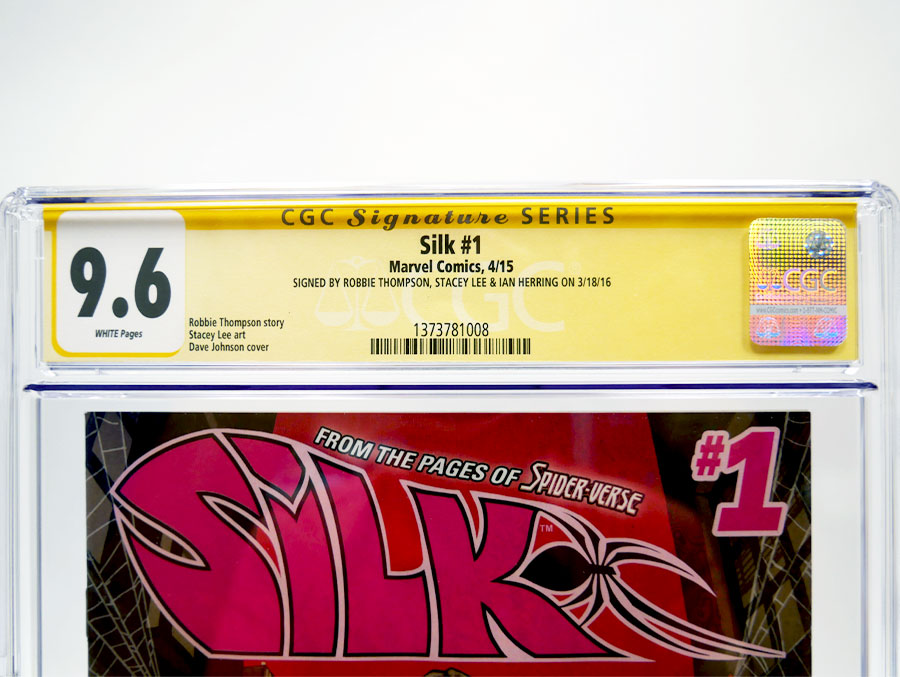 CGC Signature SERIES
9.6
WHITE Pages
Silk #1
Marvel Comics, 4/15
SIGNED BY ROBBIE THOMPSON, STACEY LEE & IAN HERRING ON 3/18/16
CGC
1373781008
Robbie Thompson story
Stacey Lee art
Dave Johnson cover
CGC
FROM THE PAGES OF SPIDER-VERSE
SILK
TM
#1